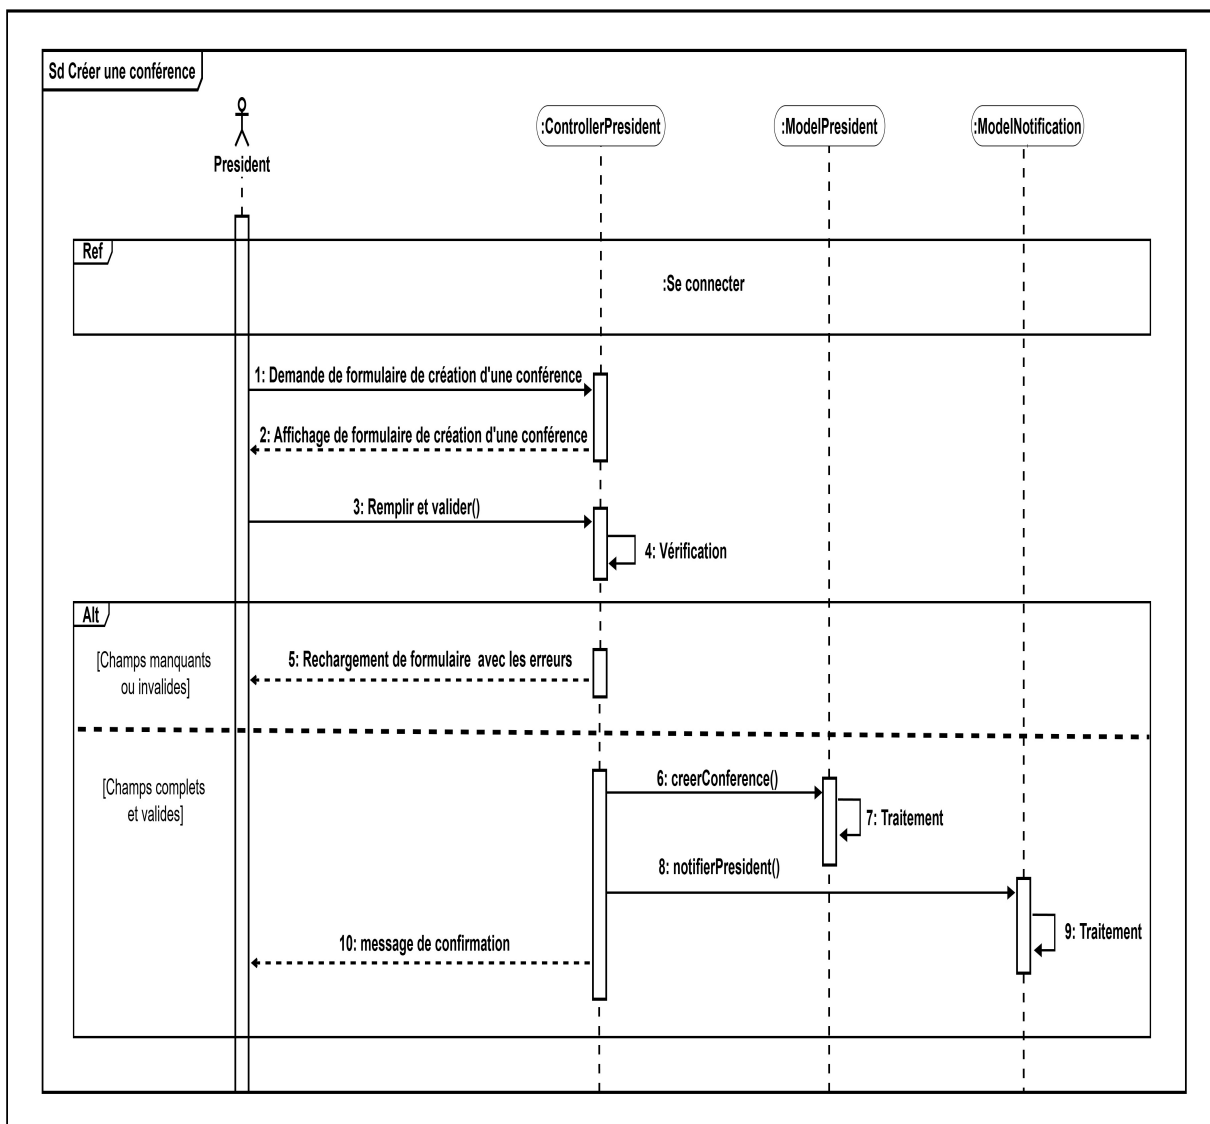 Sd Créer une conférence
President
:ControllerPresident
:ModelPresident
:ModelNotification
Ref
:Se connecter
1: Demande de formulaire de création d'une conférence
2: Affichage de formulaire de création d'une conférence
3: Remplir et valider()
4: Vérification
Alt
[Champs manquants
ou invalides]
5: Rechargement de formulaire avec les erreurs
[Champs complets
et valides]
6: creerConference()
7: Traitement
8: notifierPresident()
9: Traitement
10: message de confirmation